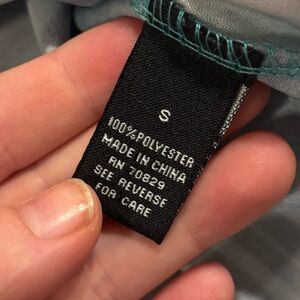 S
100% POLYESTER
MADE IN CHINA
RN 70829
SEE REVERSE
FOR CARE